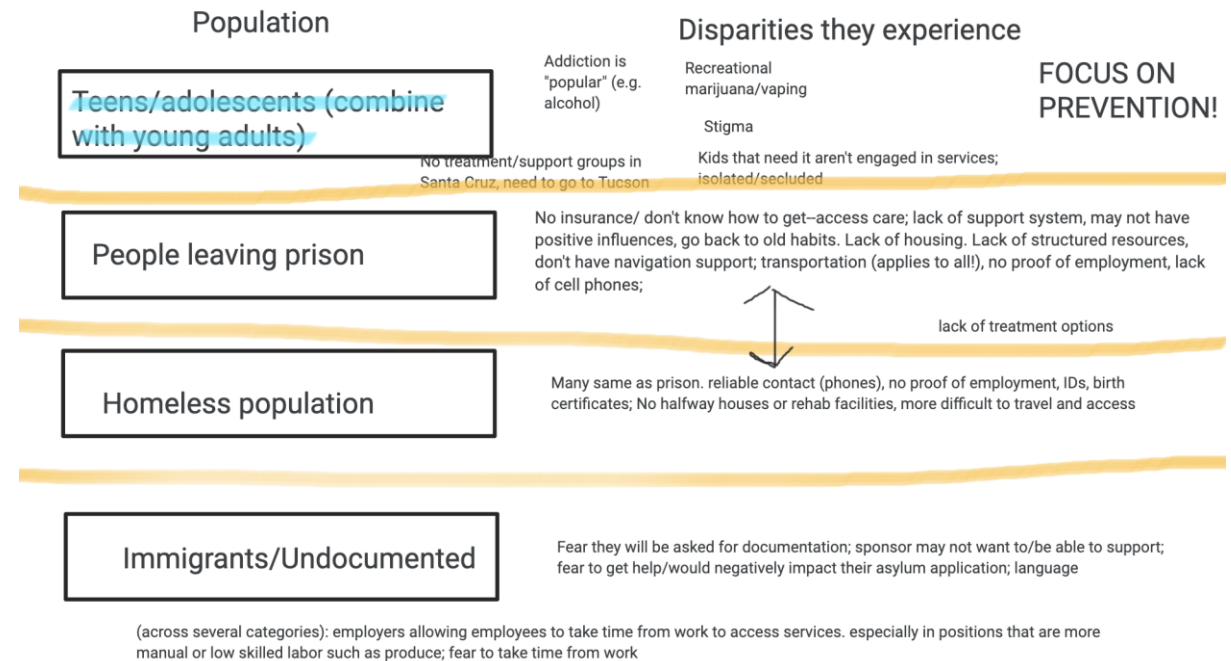 Population
Disparities they experience
Teens/adolescents (combine
with young adults)
Addiction is
"popular" (e.g.
alcohol)
Recreational
marijuana/vaping
Stigma
FOCUS ON
PREVENTION!
No treatment/support groups in
Santa Cruz, need to go to Tucson
Kids that need it aren't engaged in services;
isolated/secluded
People leaving prison
No insurance/ don't know how to get--access care; lack of support system, may not have
positive influences, go back to old habits. Lack of housing. Lack of structured resources,
don't have navigation support; transportation (applies to all!), no proof of employment, lack
of cell phones;
lack of treatment options
Homeless population
Many same as prison. reliable contact (phones), no proof of employment, IDs, birth
certificates; No halfway houses or rehab facilities, more difficult to travel and access
Immigrants/Undocumented
Fear they will be asked for documentation; sponsor may not want to/be able to support;
fear to get help/would negatively impact their asylum application; language
(across several categories): employers allowing employees to take time from work to access services. especially in positions that are more
manual or low skilled labor such as produce; fear to take time from work